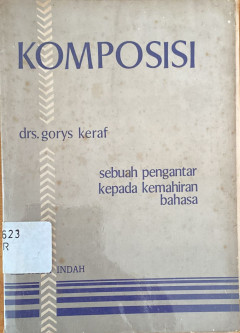 KOMPOSISI
drs. gorys keraf
sebuah pengantar
kepada kemahiran
bahasa
623
R
INDAH